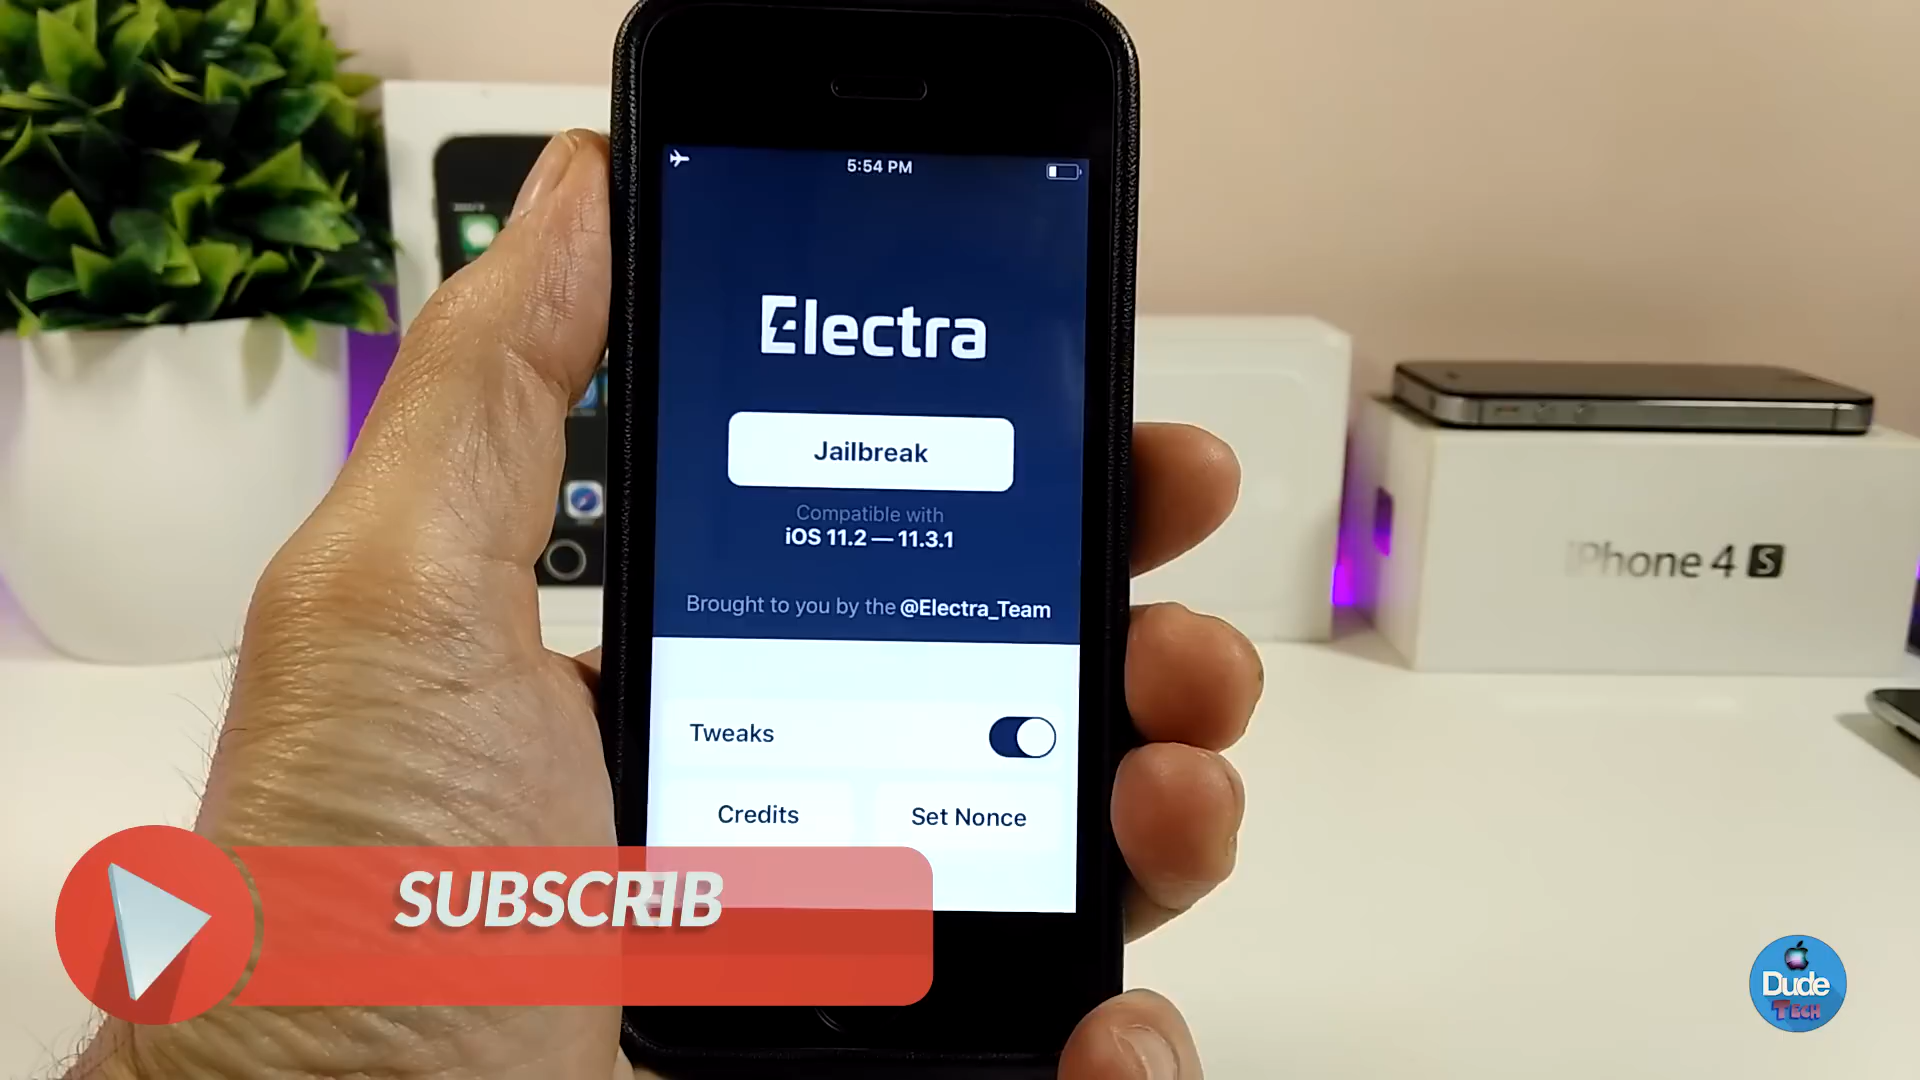 5:54 PM
Electra
Jailbreak
Compatible with
iOS 11.2 — 11.3.1
Brought to you by the @Electra_Team
Tweaks
Credits
Set Nonce
iPhone 4 S
SUBSCRIB
Dude
TECH